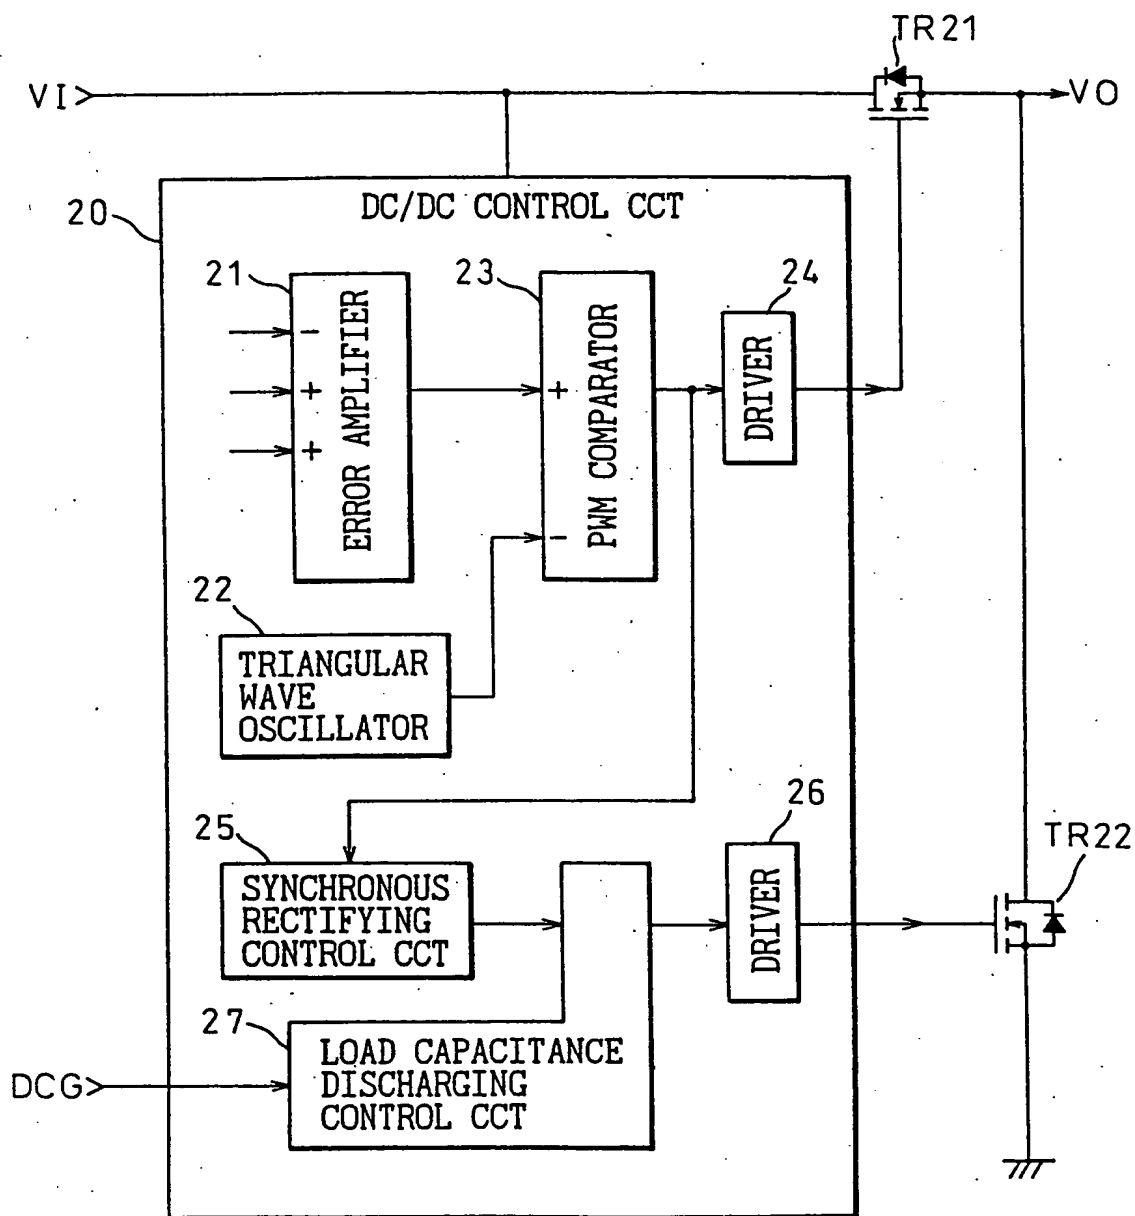 TR21
VI
VO
20
DC/DC CONTROL CCT
21
23
24
ERROR AMPLIFIER
-
+
+
PWM COMPARATOR
+
-
DRIVER
22
TRIANGULAR
WAVE
OSCILLATOR
25
SYNCHRONOUS
RECTIFYING
CONTROL CCT
26
DRIVER
TR22
27
LOAD CAPACITANCE
DISCHARGING
CONTROL CCT
DCG